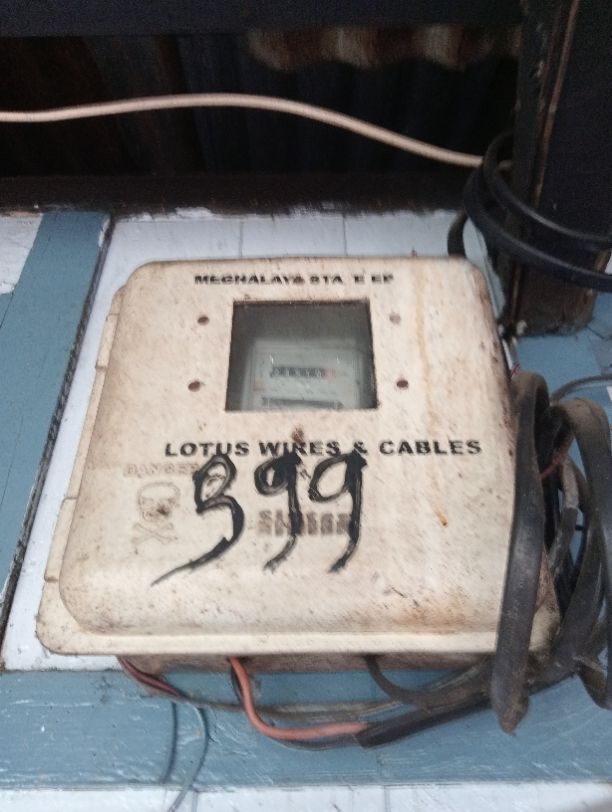 MEGHALAYA STA E EP
LOTUS WIRES & CABLES
DANGER
399